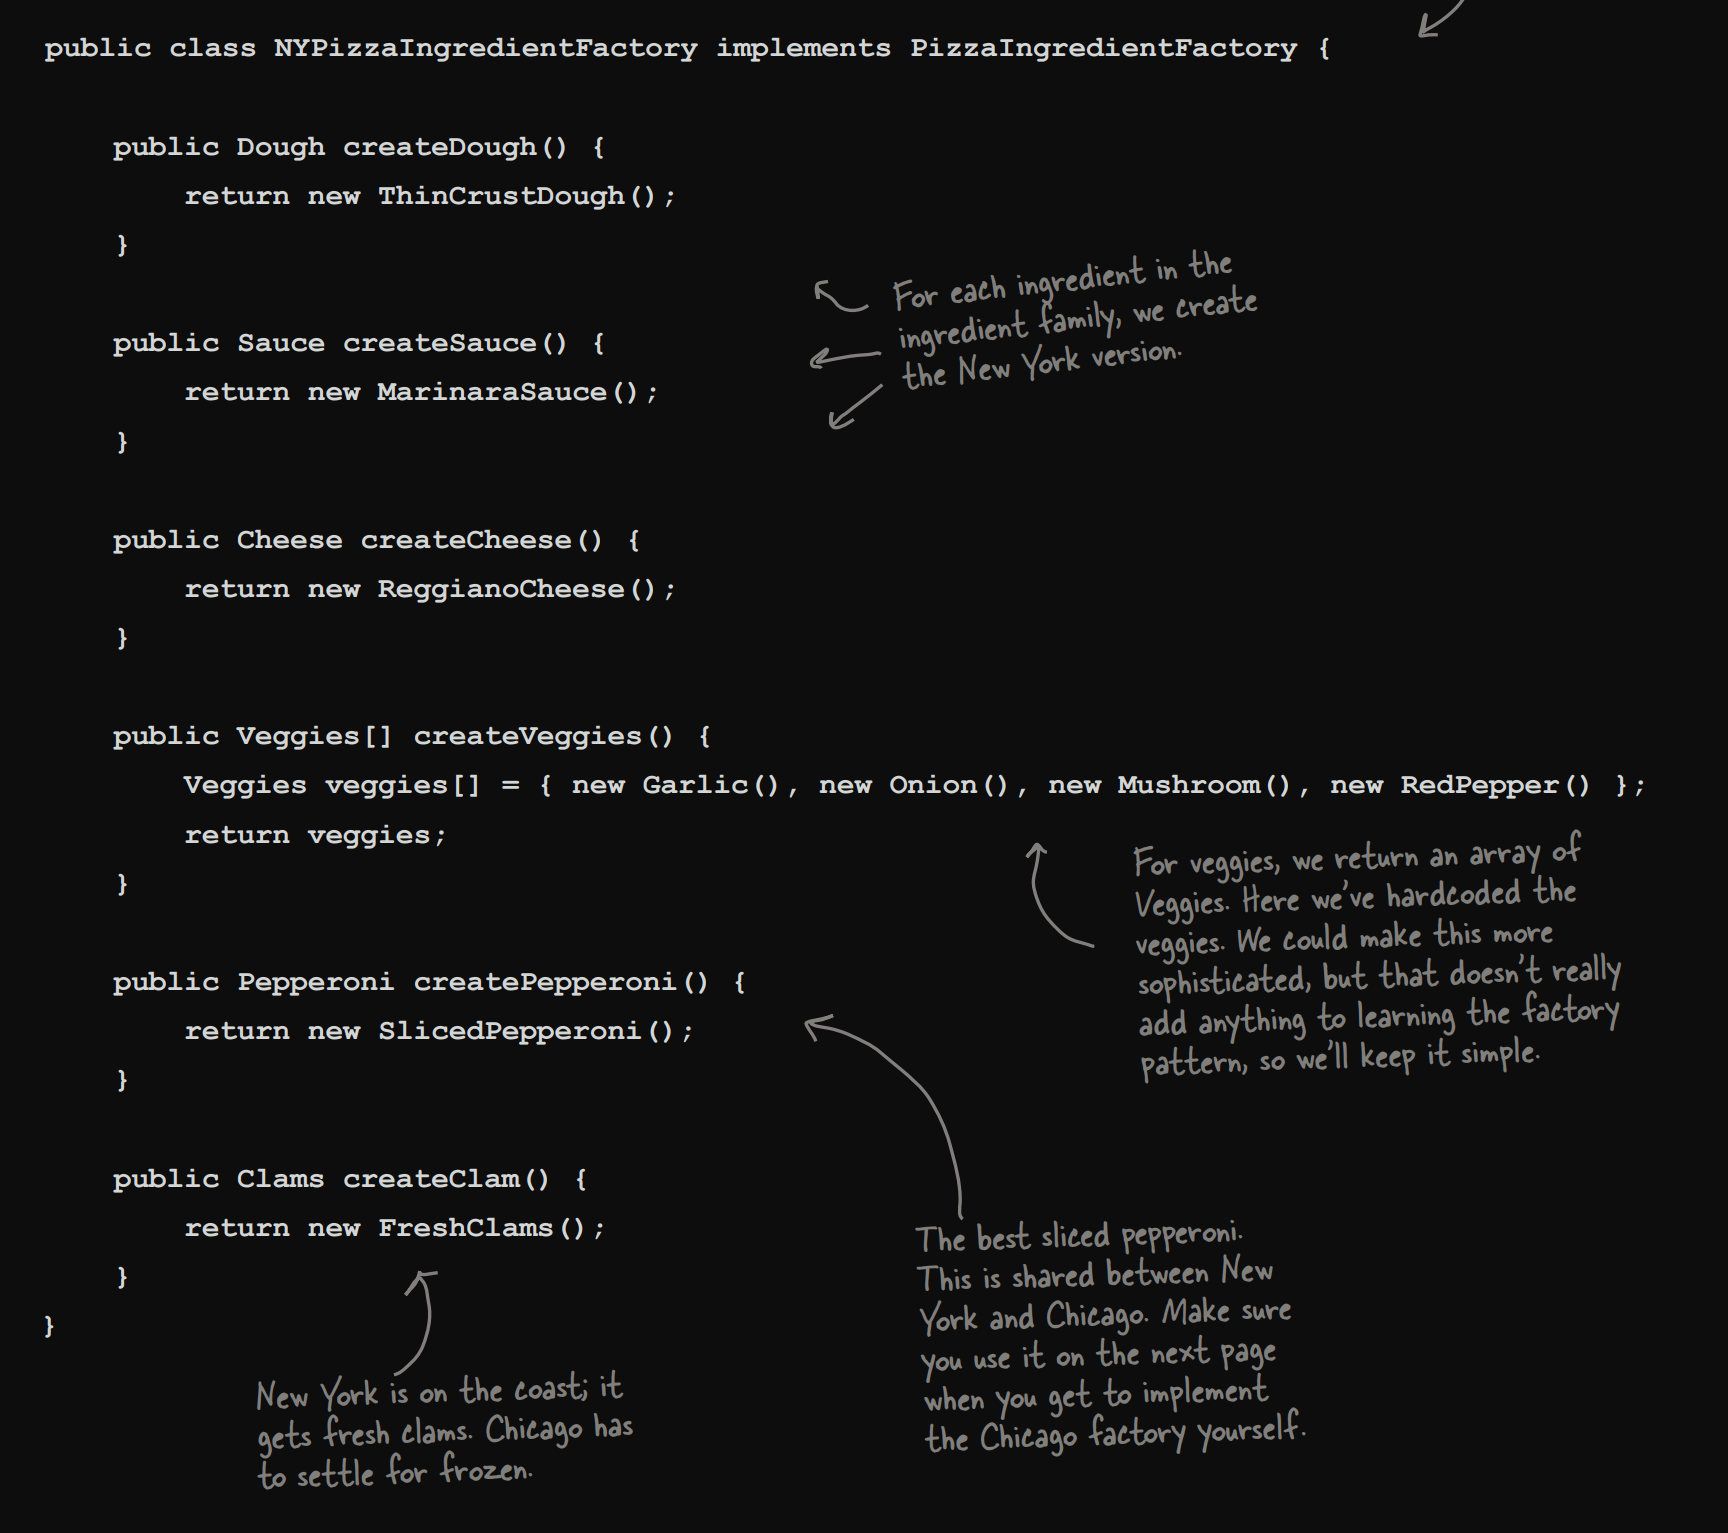 public class NYPizzaIngredientFactory implements PizzaIngredientFactory {
public Dough createDough() {
return new ThinCrustDough();
}
For each ingredient in the
ingredient family, we create
the New York version.
public Sauce createSauce() {
return new MarinaraSauce();
}
public Cheese createCheese() {
return new ReggianoCheese();
}
public Veggies[] createVeggies() {
Veggies veggies[] = { new Garlic(), new Onion(), new Mushroom(), new RedPepper() };
return veggies;
}
For veggies, we return an array of
Veggies. Here we've hardcoded the
veggies. We could make this more
sophisticated, but that doesn't really
add anything to learning the factory
pattern, so we'll keep it simple.
public Pepperoni createPepperoni() {
return new SlicedPepperoni();
}
public Clams createClam() {
return new FreshClams();
}
}
The best sliced pepperoni.
This is shared between New
York and Chicago. Make sure
you use it on the next page
when you get to implement
the Chicago factory yourself.
New York is on the coast; it
gets fresh clams. Chicago has
to settle for frozen.